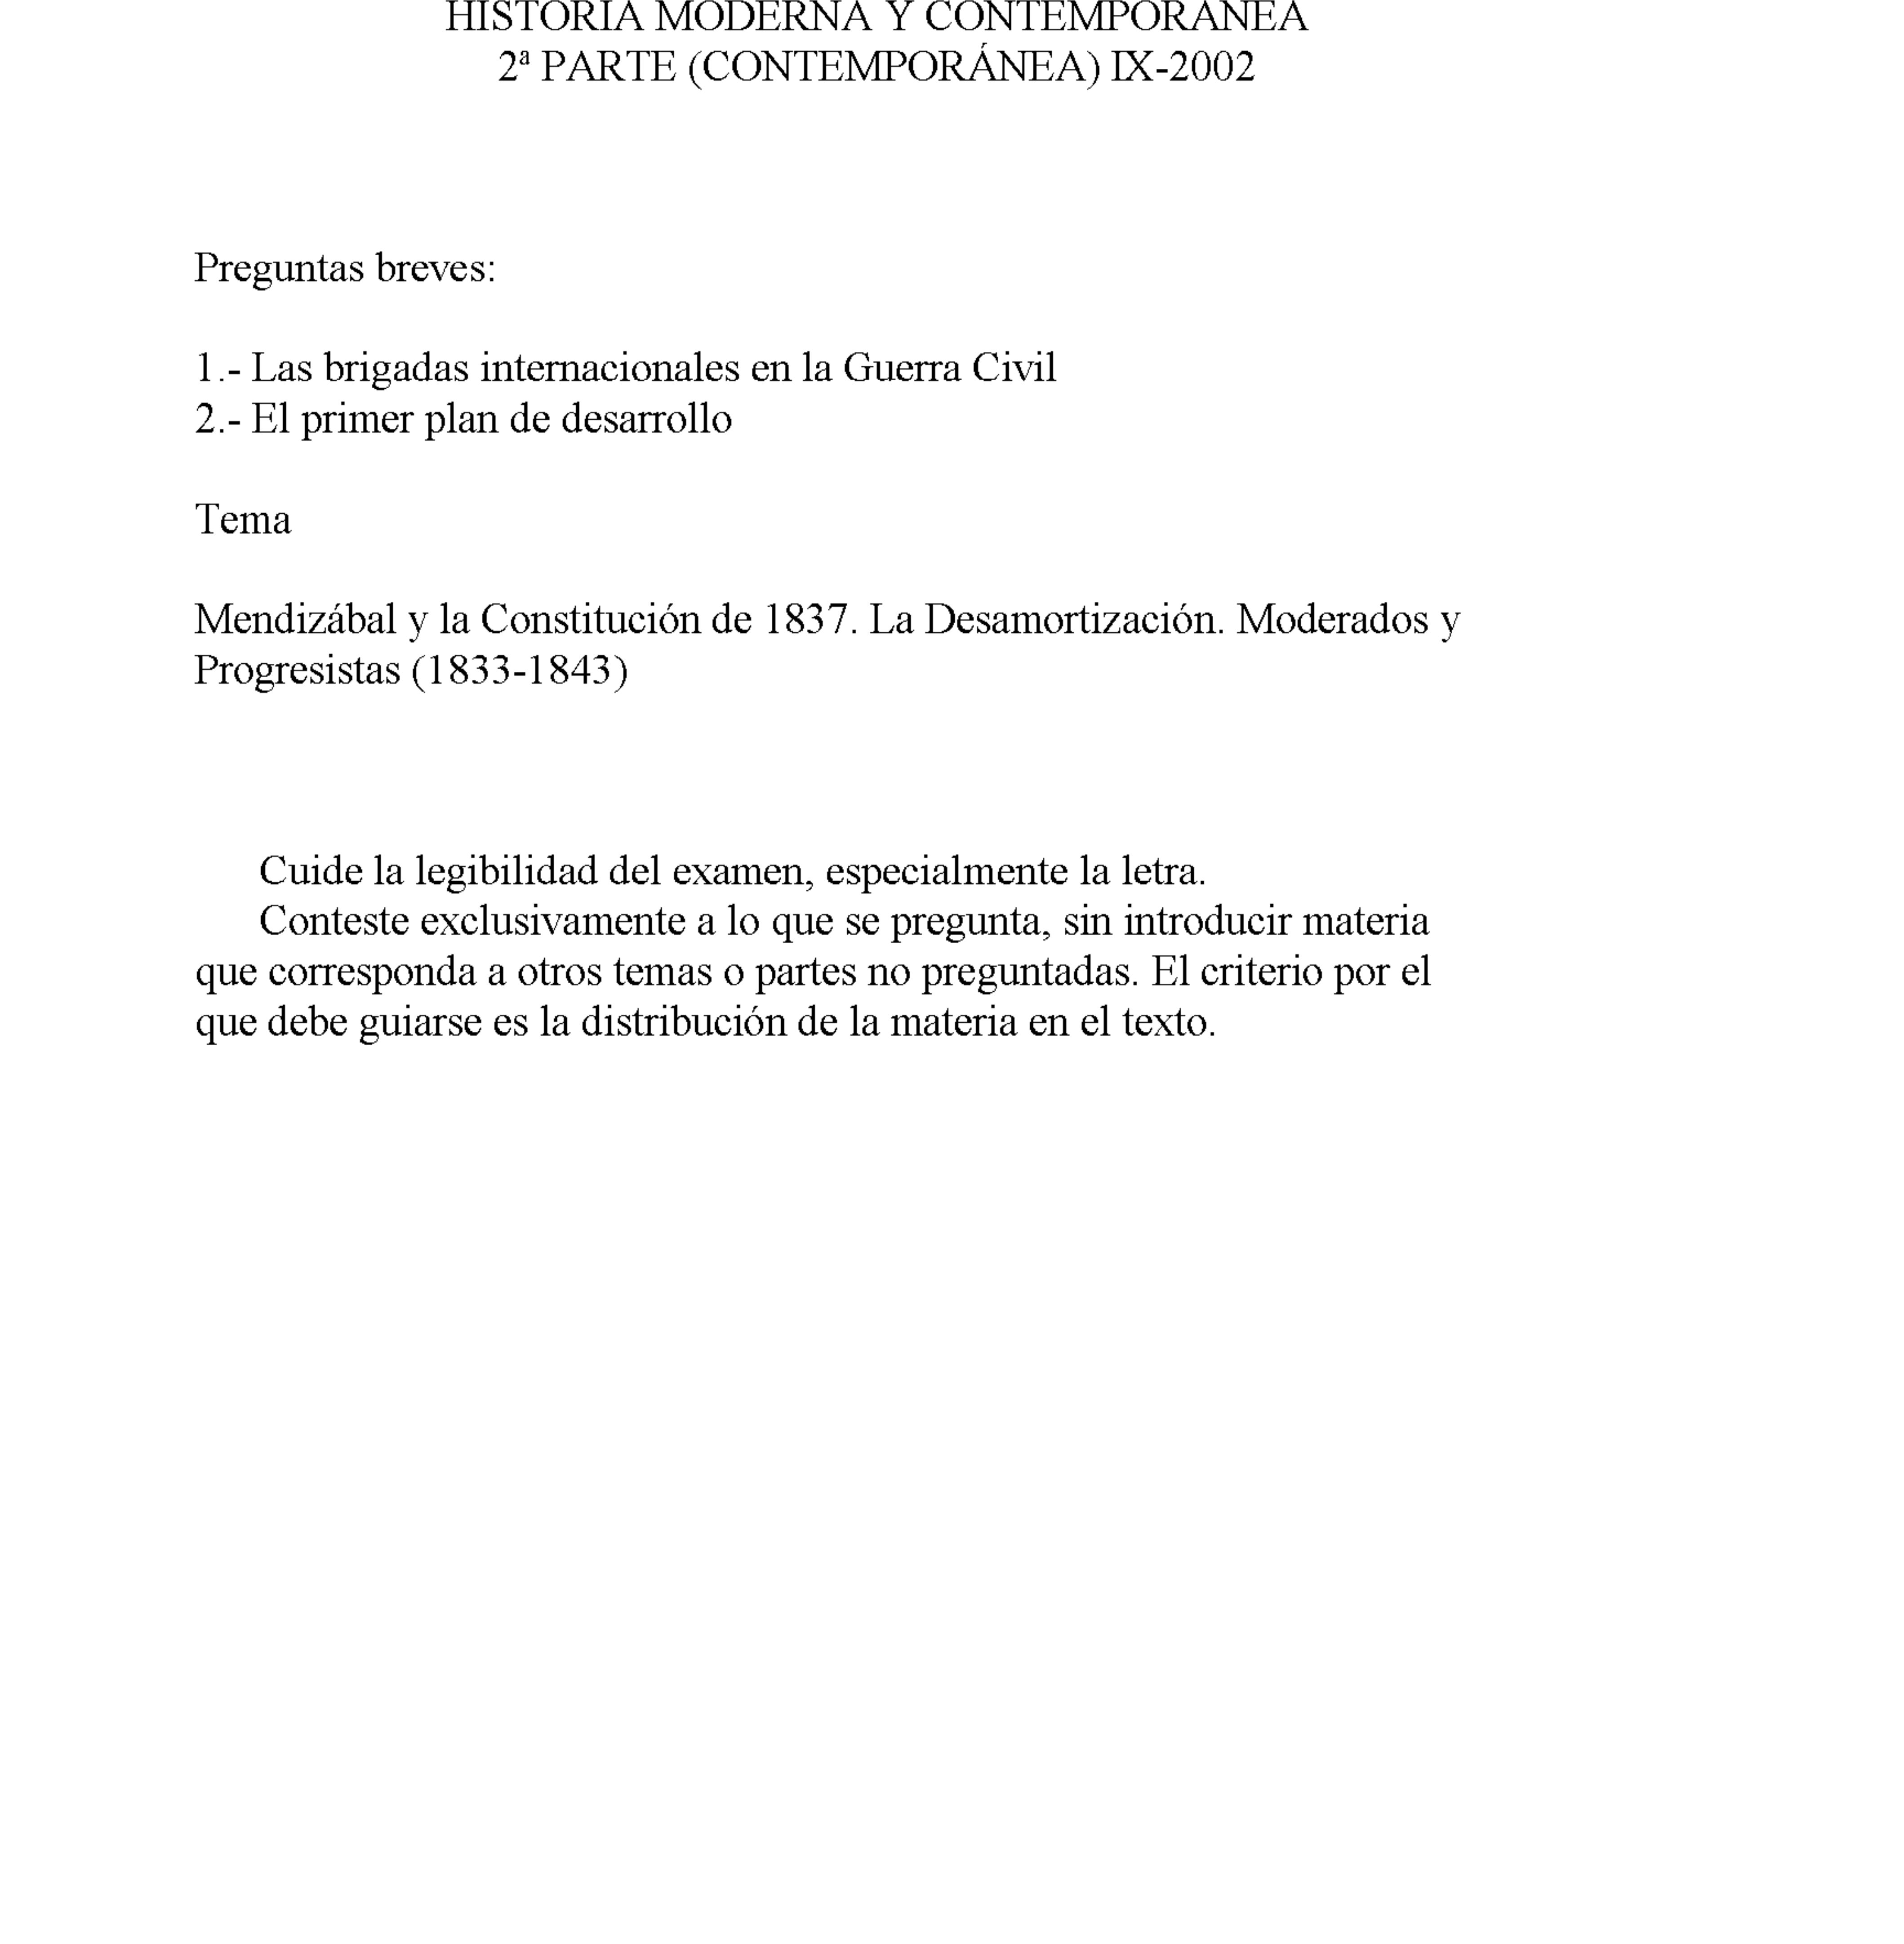 HISTORIA MODERNA Y CONTEMPORÁNEA
2ª PARTE (CONTEMPORÁNEA) IX-2002
Preguntas breves:
1.- Las brigadas internacionales en la Guerra Civil
2.- El primer plan de desarrollo
Tema
Mendizábal y la Constitución de 1837. La Desamortización. Moderados y
Progresistas (1833-1843)
Cuide la legibilidad del examen, especialmente la letra.
Conteste exclusivamente a lo que se pregunta, sin introducir materia
que corresponda a otros temas o partes no preguntadas. El criterio por el
que debe guiarse es la distribución de la materia en el texto.